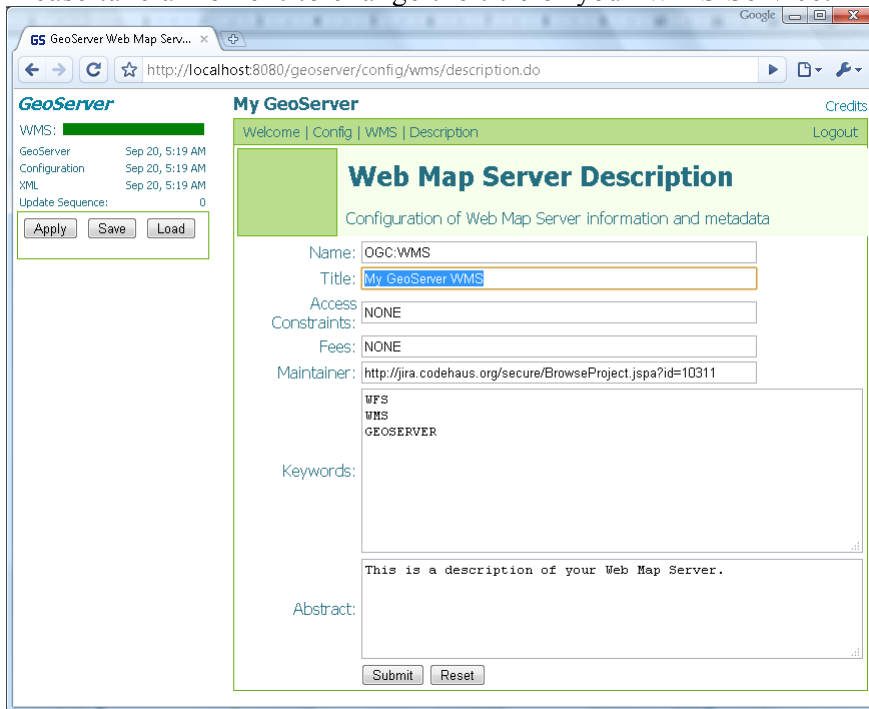 Google
GS GeoServer Web Map Serv... ×
http://localhost:8080/geoserver/config/wms/description.do
GeoServer
WMS:
GeoServer Sep 20, 5:19 AM
Configuration Sep 20, 5:19 AM
XML Sep 20, 5:19 AM
Update Sequence: 0
Apply Save Load
My GeoServer Credits
Welcome | Config | WMS | Description Logout
Web Map Server Description
Configuration of Web Map Server information and metadata
Name: OGC:WMS
Title: My GeoServer WMS
Access Constraints: NONE
Fees: NONE
Maintainer: http://jira.codehaus.org/secure/BrowseProject.jspa?id=10311
Keywords:
WFS
WMS
GEOSERVER
Abstract:
This is a description of your Web Map Server.
Submit Reset